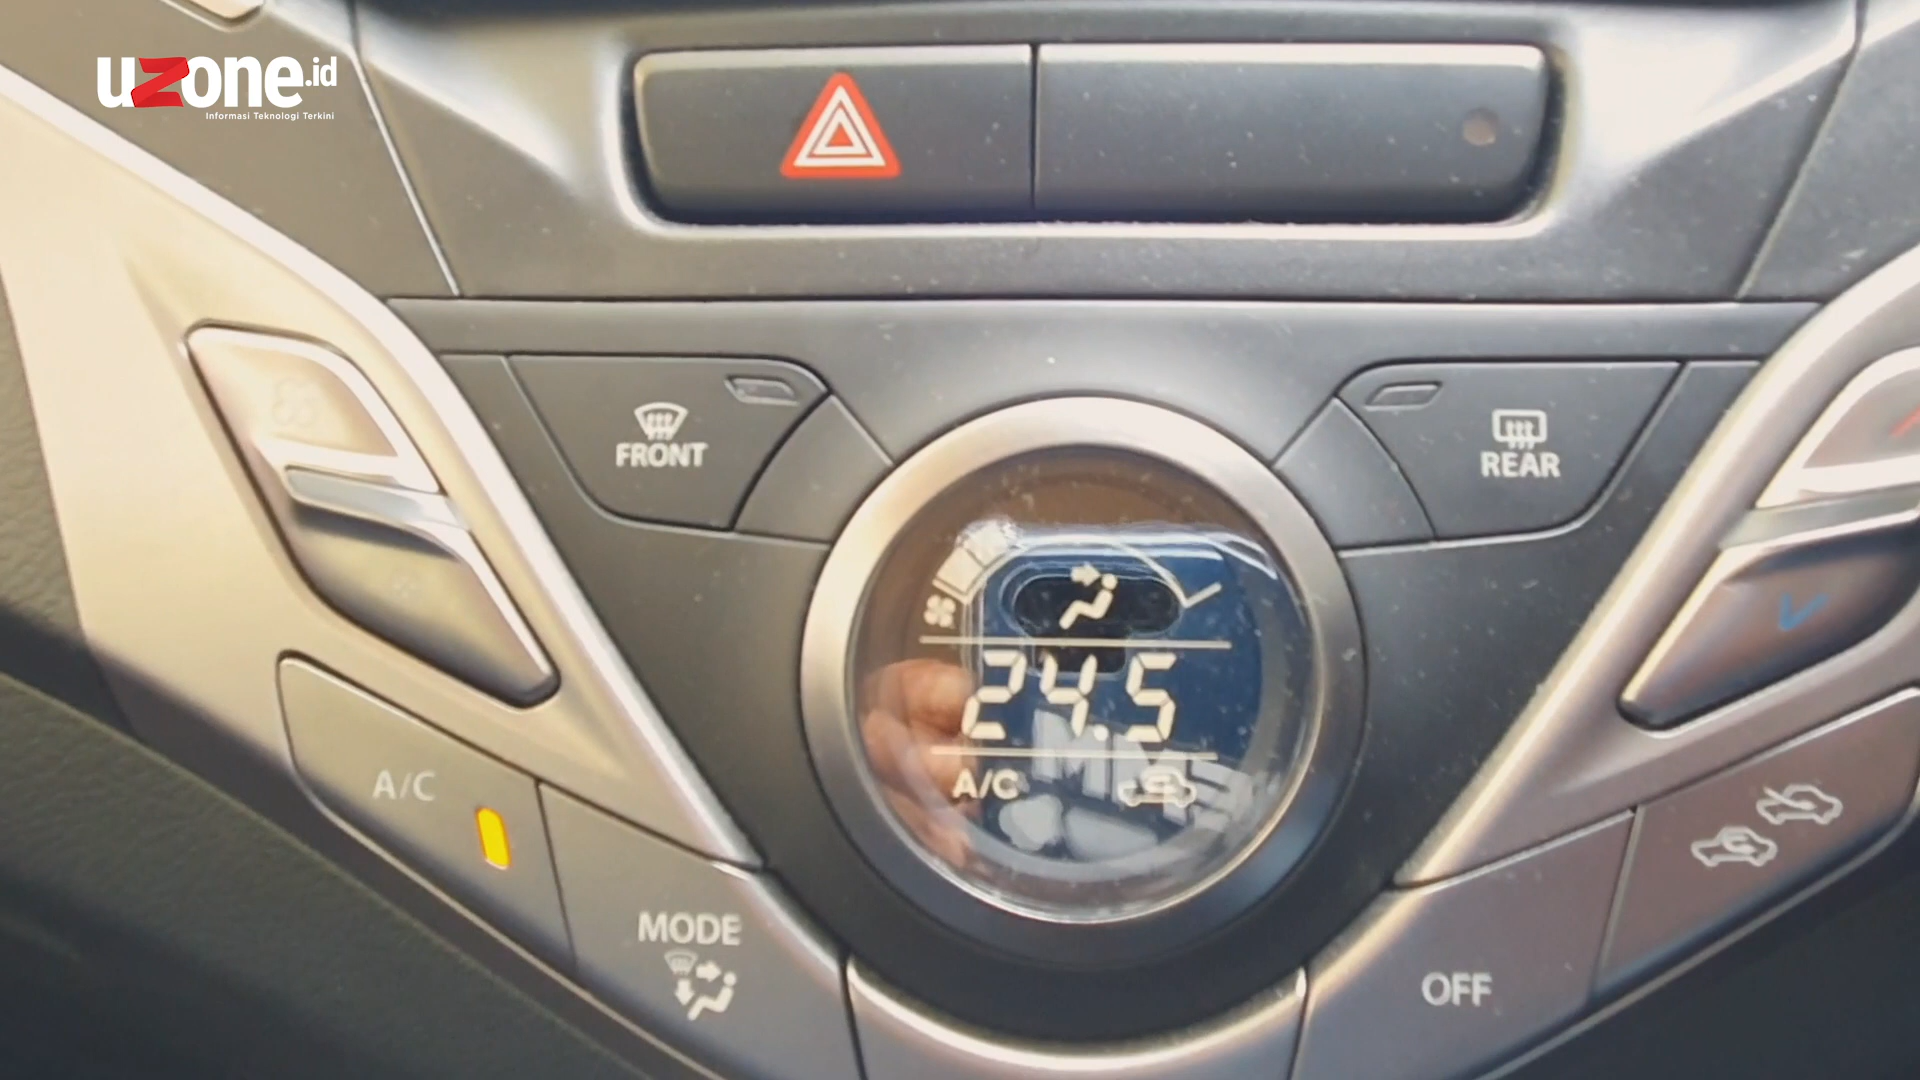 uzone.id
Informasi Teknologi Terkini
FRONT
REAR
24.5
A/C
A/C
MODE
OFF